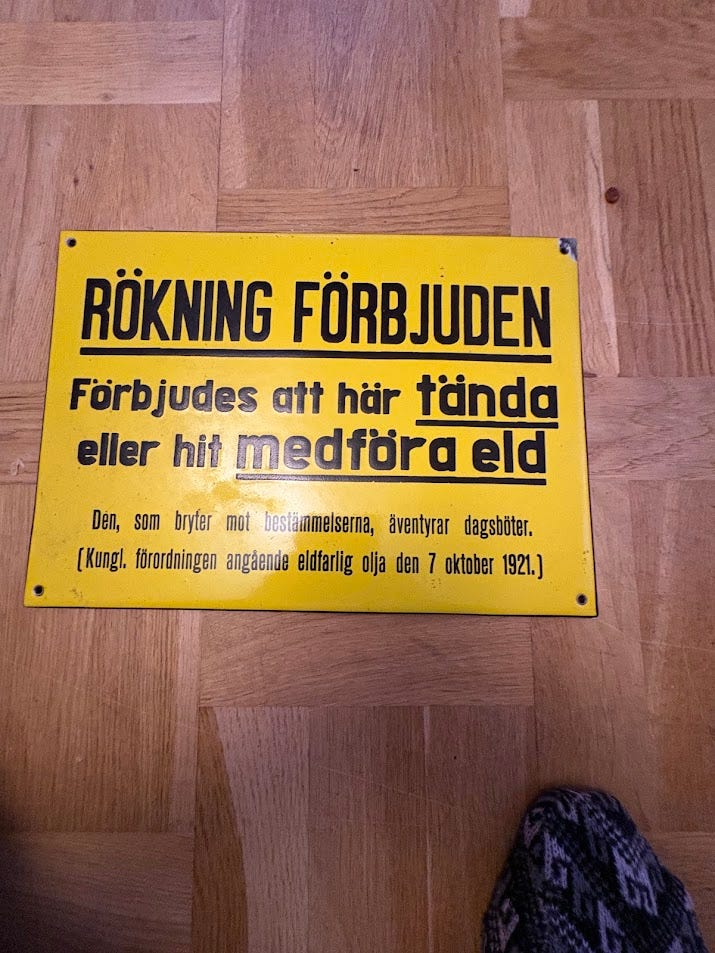 RÖKNING FÖRBJUDEN
Förbjudes att här tända
eller hit medföra eld
Den, som bryter mot bestämmelserna, äventyrar dagsböter.
(Kungl. förordningen angående eldfarlig olja den 7 oktober 1921.)